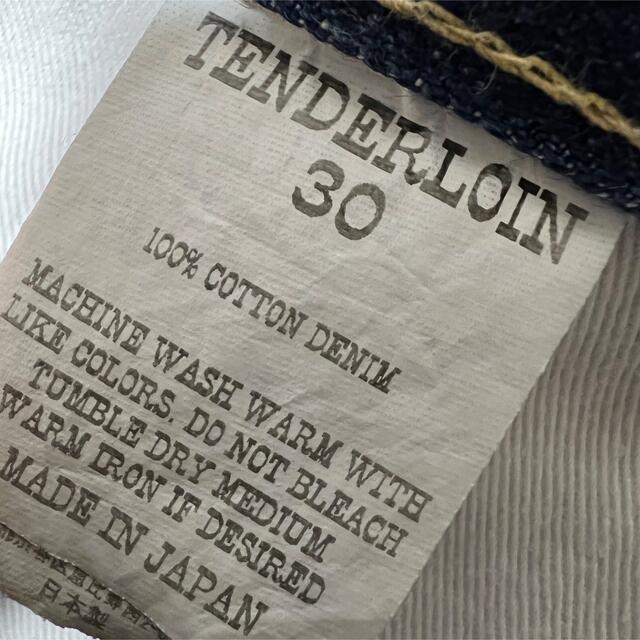 TENDERLOIN
30
100% COTTON DENIM
MACHINE WASH WARM WITH
LIKE COLORS. DO NOT BLEACH
TUMBLE DRY MEDIUM
WARM IRON IF DESIRED
MADE IN JAPAN
日本製